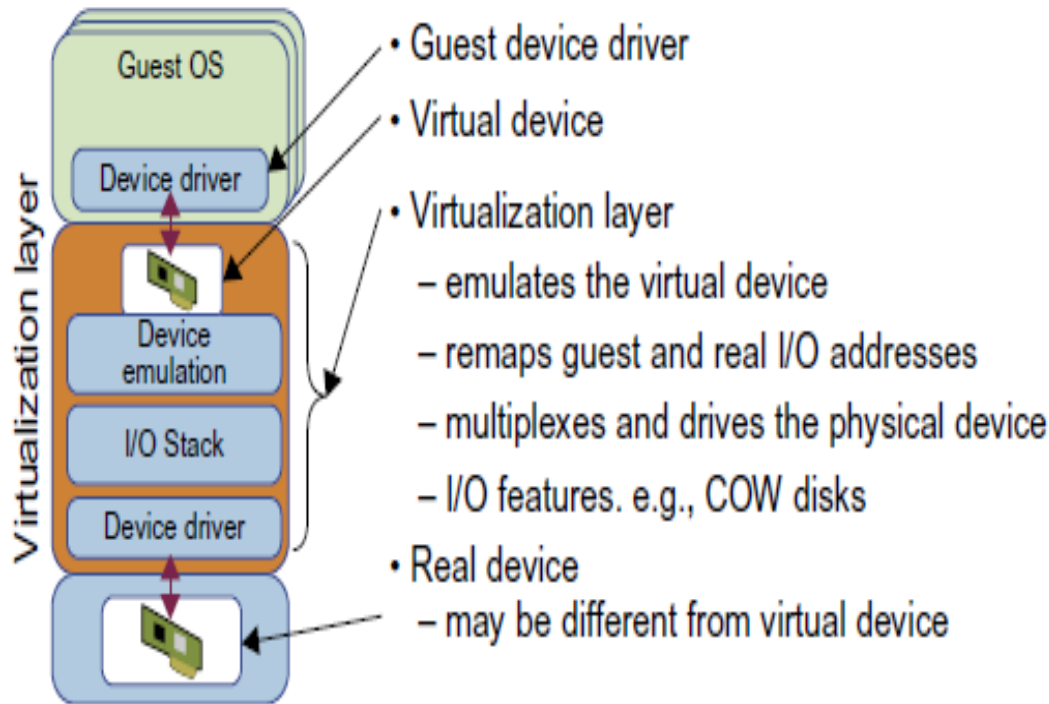 Guest OS
Device driver
Virtualization layer
Device
emulation
I/O Stack
Device driver
• Guest device driver
• Virtual device
• Virtualization layer
– emulates the virtual device
– remaps guest and real I/O addresses
– multiplexes and drives the physical device
– I/O features. e.g., COW disks
• Real device
– may be different from virtual device